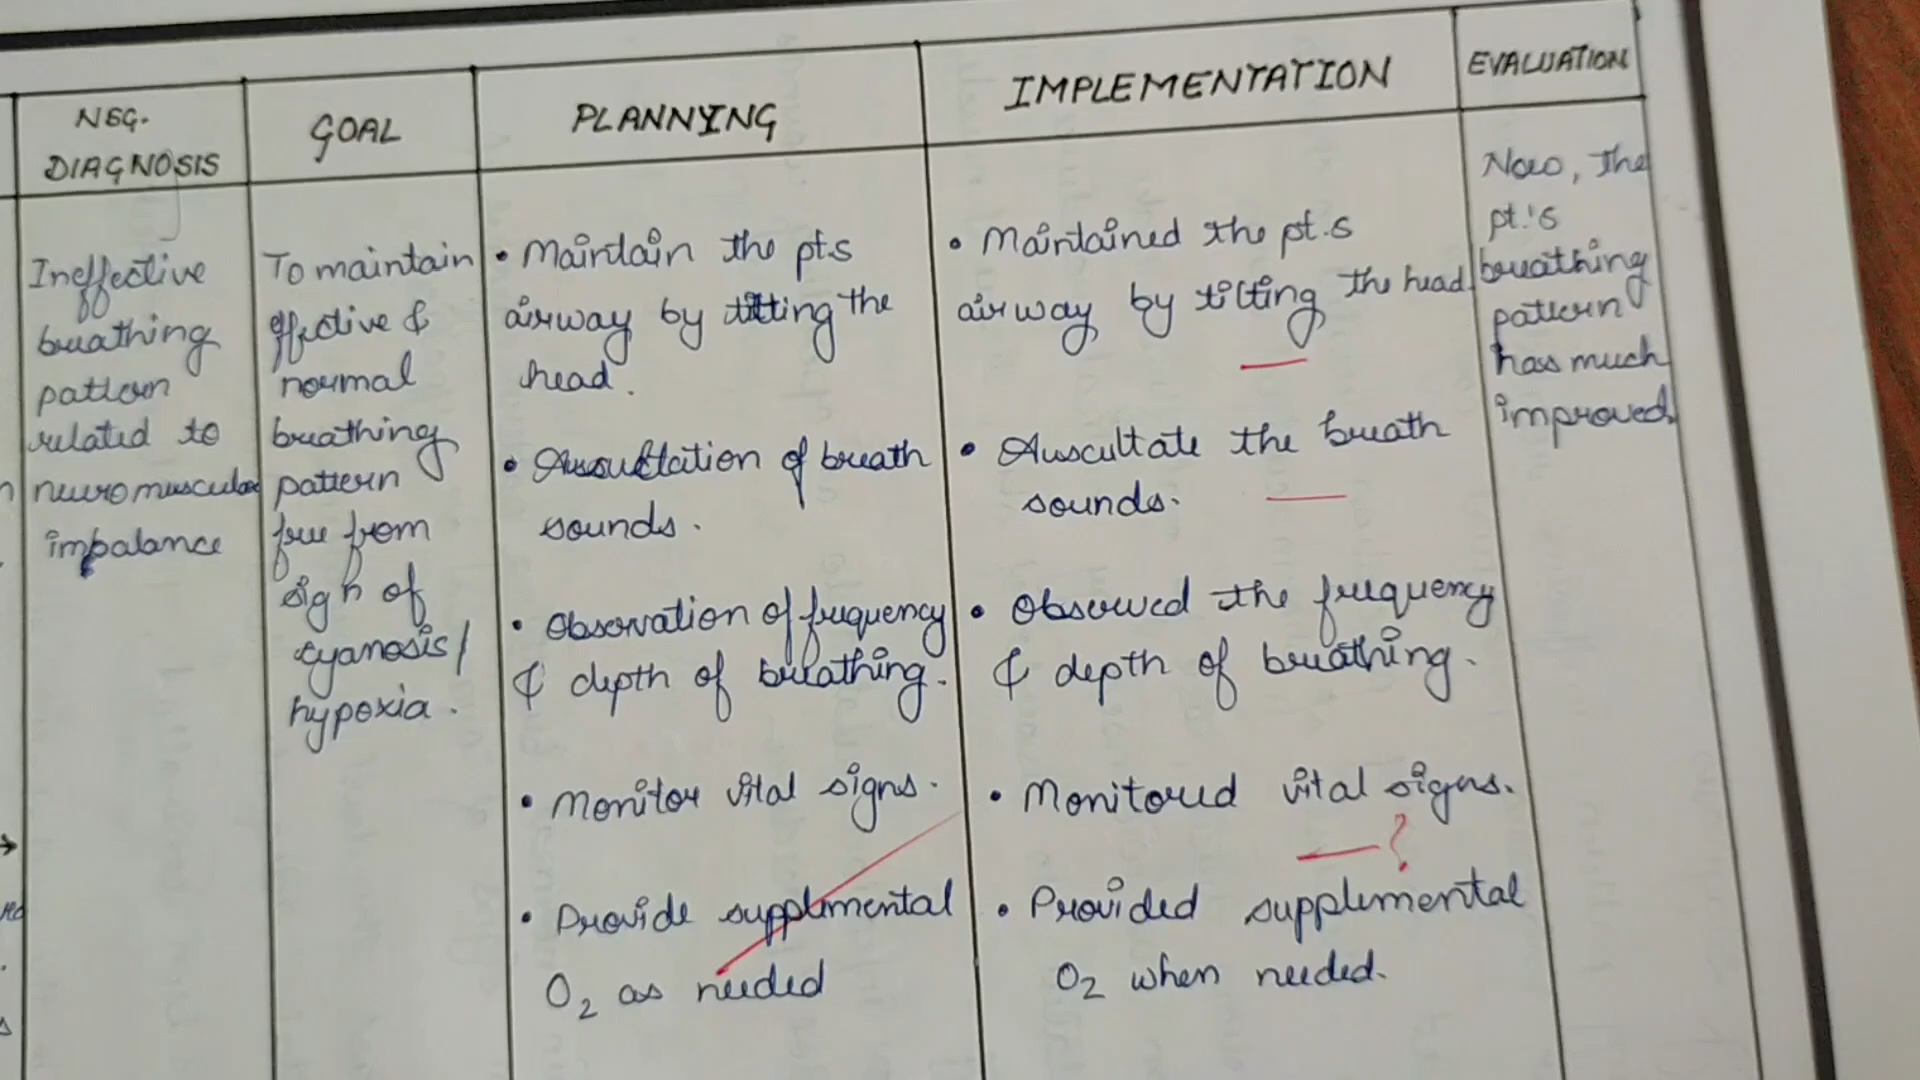 NSG.
DIAGNOSIS
GOAL
PLANNYING
IMPLEMENTATION
EVALUATION
Ineffective
breathing
pattern
related to
neuromuscular
impalance
To maintain
effective &
normal
breathing
pattern
free from
sign of
cyanosis/
hypoxia.
• Maintain the pt.s
airway by titting the
head.
• Auscultation of breath
sounds.
• Observation of frequency
& depth of breathing.
• Monitor vital signs.
• Provide supplemental
O2 as needed
• Maintained the pt.s
airway by tilting the head
• Auscultate the breath
sounds.
• Observed the frequency
& depth of breathing.
• Monitored vital signs.
?
• Provided supplemental
O2 when needed.
Now, the
pt.'s
breathing
pattern
has much
improved.